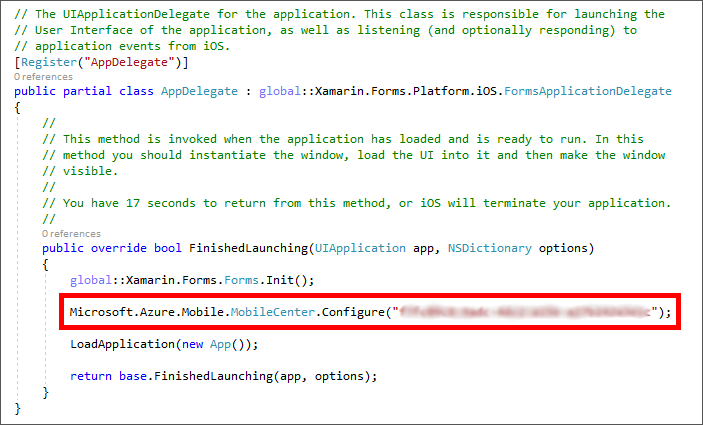 // The UIApplicationDelegate for the application. This class is responsible for launching the
// User Interface of the application, as well as listening (and optionally responding) to
// application events from iOS.
[Register("AppDelegate")]
0 references
public partial class AppDelegate : global::Xamarin.Forms.Platform.iOS.FormsApplicationDelegate
{
//
// This method is invoked when the application has loaded and is ready to run. In this
// method you should instantiate the window, load the UI into it and then make the window
// visible.
//
// You have 17 seconds to return from this method, or iOS will terminate your application.
//
0 references
public override bool FinishedLaunching(UIApplication app, NSDictionary options)
{
global::Xamarin.Forms.Forms.Init();
Microsoft.Azure.Mobile.MobileCenter.Configure("");
LoadApplication(new App());
return base.FinishedLaunching(app, options);
}
}